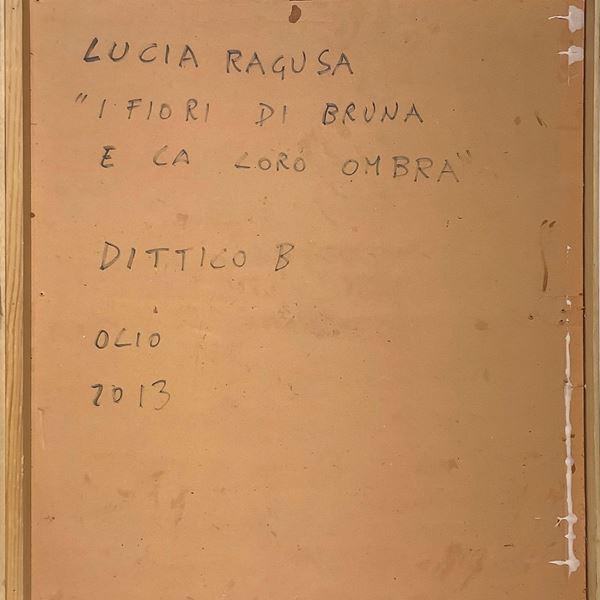 LUCIA RAGUSA
"I FIORI DI BRUNA
E LA LORO OMBRA"
DITTICO B
OLIO
2013